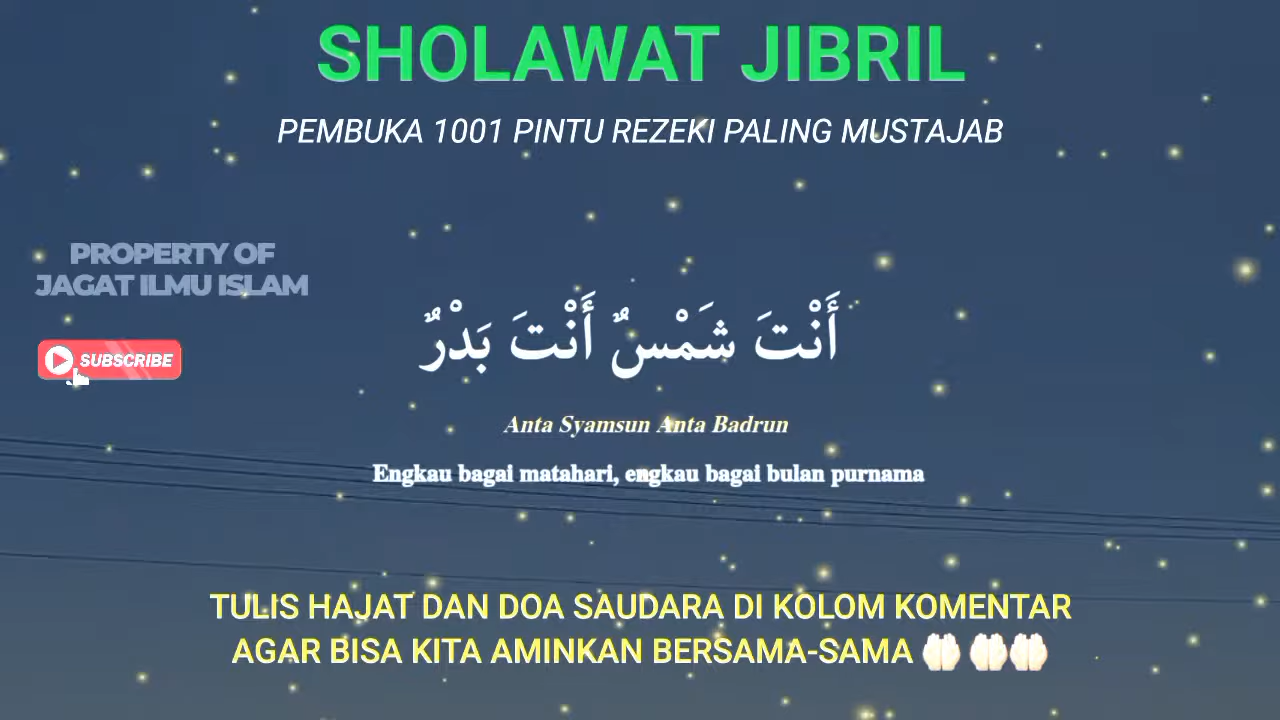 SHOLAWAT JIBRIL
PEMBUKA 1001 PINTU REZEKI PALING MUSTAJAB
PROPERTY OF
JAGAT ILMU ISLAM
أَنْتَ شَمْسٌ أَنْتَ بَدْرٌ
SUBSCRIBE
Anta Syamsun Anta Badrun
Engkau bagai matahari, engkau bagai bulan purnama
TULIS HAJAT DAN DOA SAUDARA DI KOLOM KOMENTAR
AGAR BISA KITA AMINKAN BERSAMA-SAMA 🤲🏻 🤲🏻🤲🏻